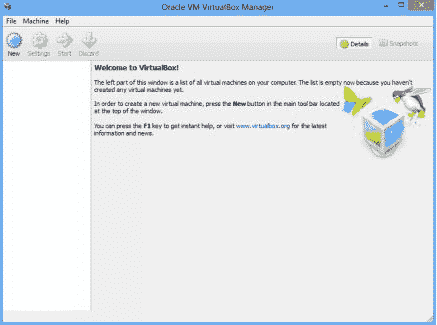 Oracle VM VirtualBox Manager
File Machine Help
New Settings Start Discard
Details Snapshots
Welcome to VirtualBox!
The left part of this window is a list of all virtual machines on your computer. The list is empty now because you haven't
created any virtual machines yet.
In order to create a new virtual machine, press the New button in the main tool bar located
at the top of the window.
You can press the F1 key to get instant help, or visit www.virtualbox.org for the latest
information and news.